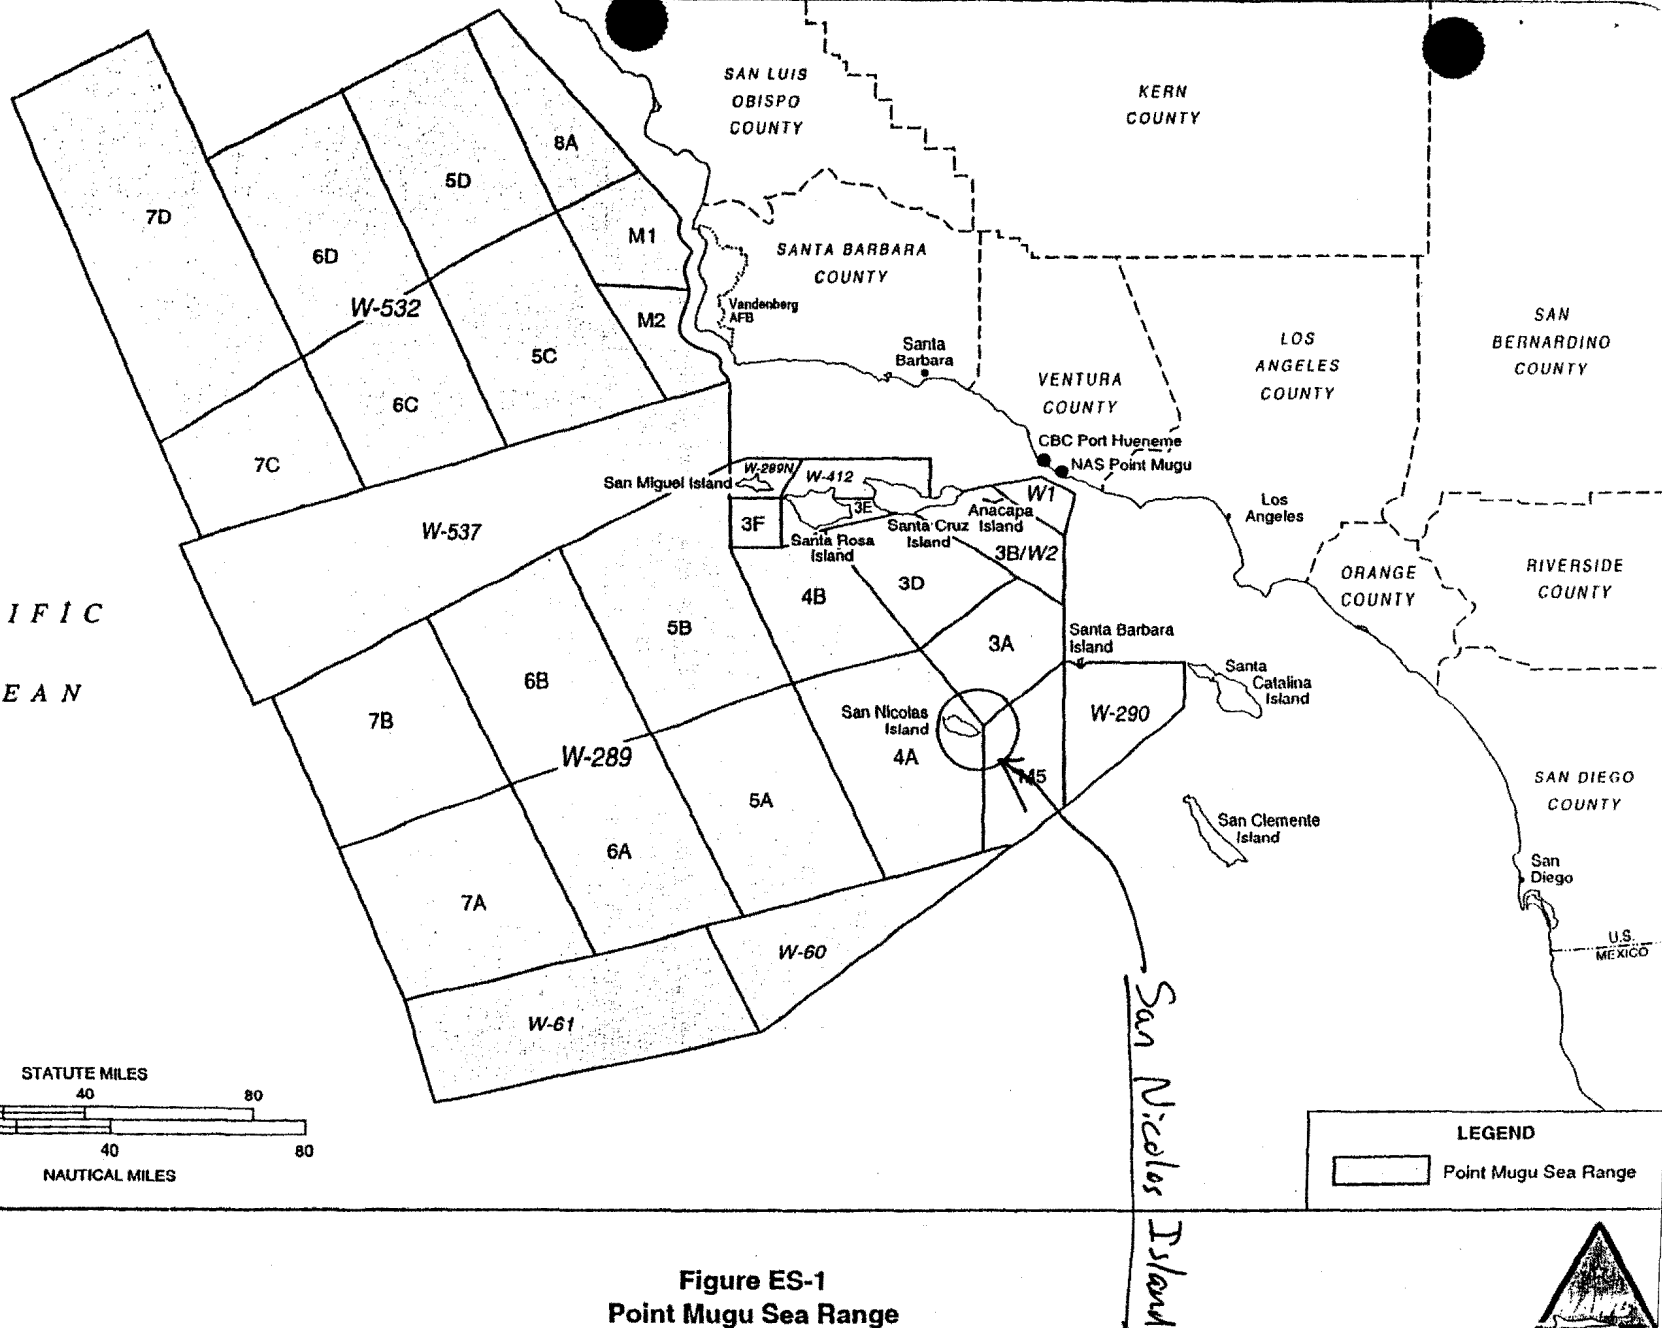 SAN LUIS
OBISPO
COUNTY
KERN
COUNTY
8A
5D
7D
M1
6D
SANTA BARBARA
COUNTY
W-532
Vandenberg
AFB
M2
5C
Santa
Barbara
LOS
ANGELES
COUNTY
SAN
BERNARDINO
COUNTY
VENTURA
COUNTY
6C
7C
CBC Port Hueneme
NAS Point Mugu
W-289N
W-412
San Miguel Island
W1
3E
3F
Anacapa
Island
Los
Angeles
W-537
Santa Cruz
Island
Santa Rosa
Island
3B/W2
3D
4B
ORANGE
COUNTY
RIVERSIDE
COUNTY
IFIC
5B
3A
Santa Barbara
Island
EAN
6B
Santa
Catalina
Island
7B
San Nicolas
Island
W-290
W-289
4A
M5
SAN DIEGO
COUNTY
5A
San Clemente
Island
6A
San
Diego
7A
U.S.
MEXICO
W-60
W-61
San Nicolos Island
STATUTE MILES
40 80
40 80
NAUTICAL MILES
LEGEND
Point Mugu Sea Range
Figure ES-1
Point Mugu Sea Range